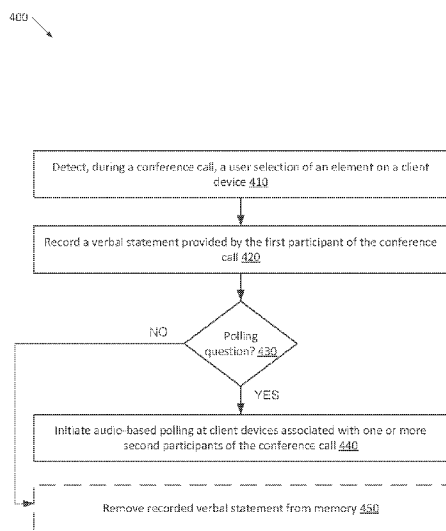 400
Detect, during a conference call, a user selection of an element on a client
device 410
Record a verbal statement provided by the first participant of the conference
call 420
NO
Polling
question? 430
YES
Initiate audio-based polling at client devices associated with one or more
second participants of the conference call 440
Remove recorded verbal statement from memory 450